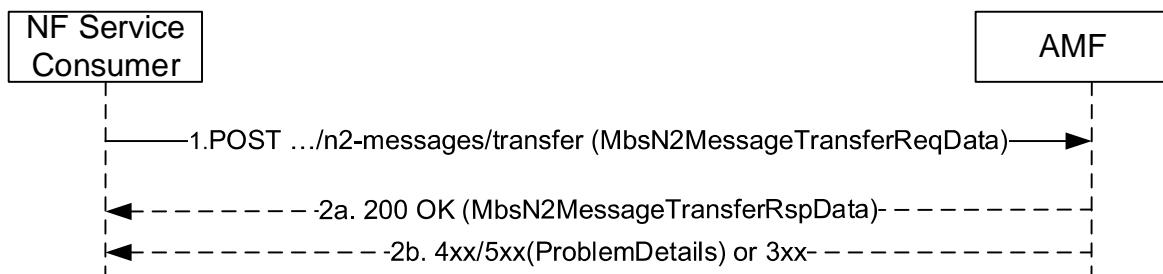 NF Service
Consumer
AMF
1.POST …/n2-messages/transfer (MbsN2MessageTransferReqData)
2a. 200 OK (MbsN2MessageTransferRspData)
2b. 4xx/5xx(ProblemDetails) or 3xx